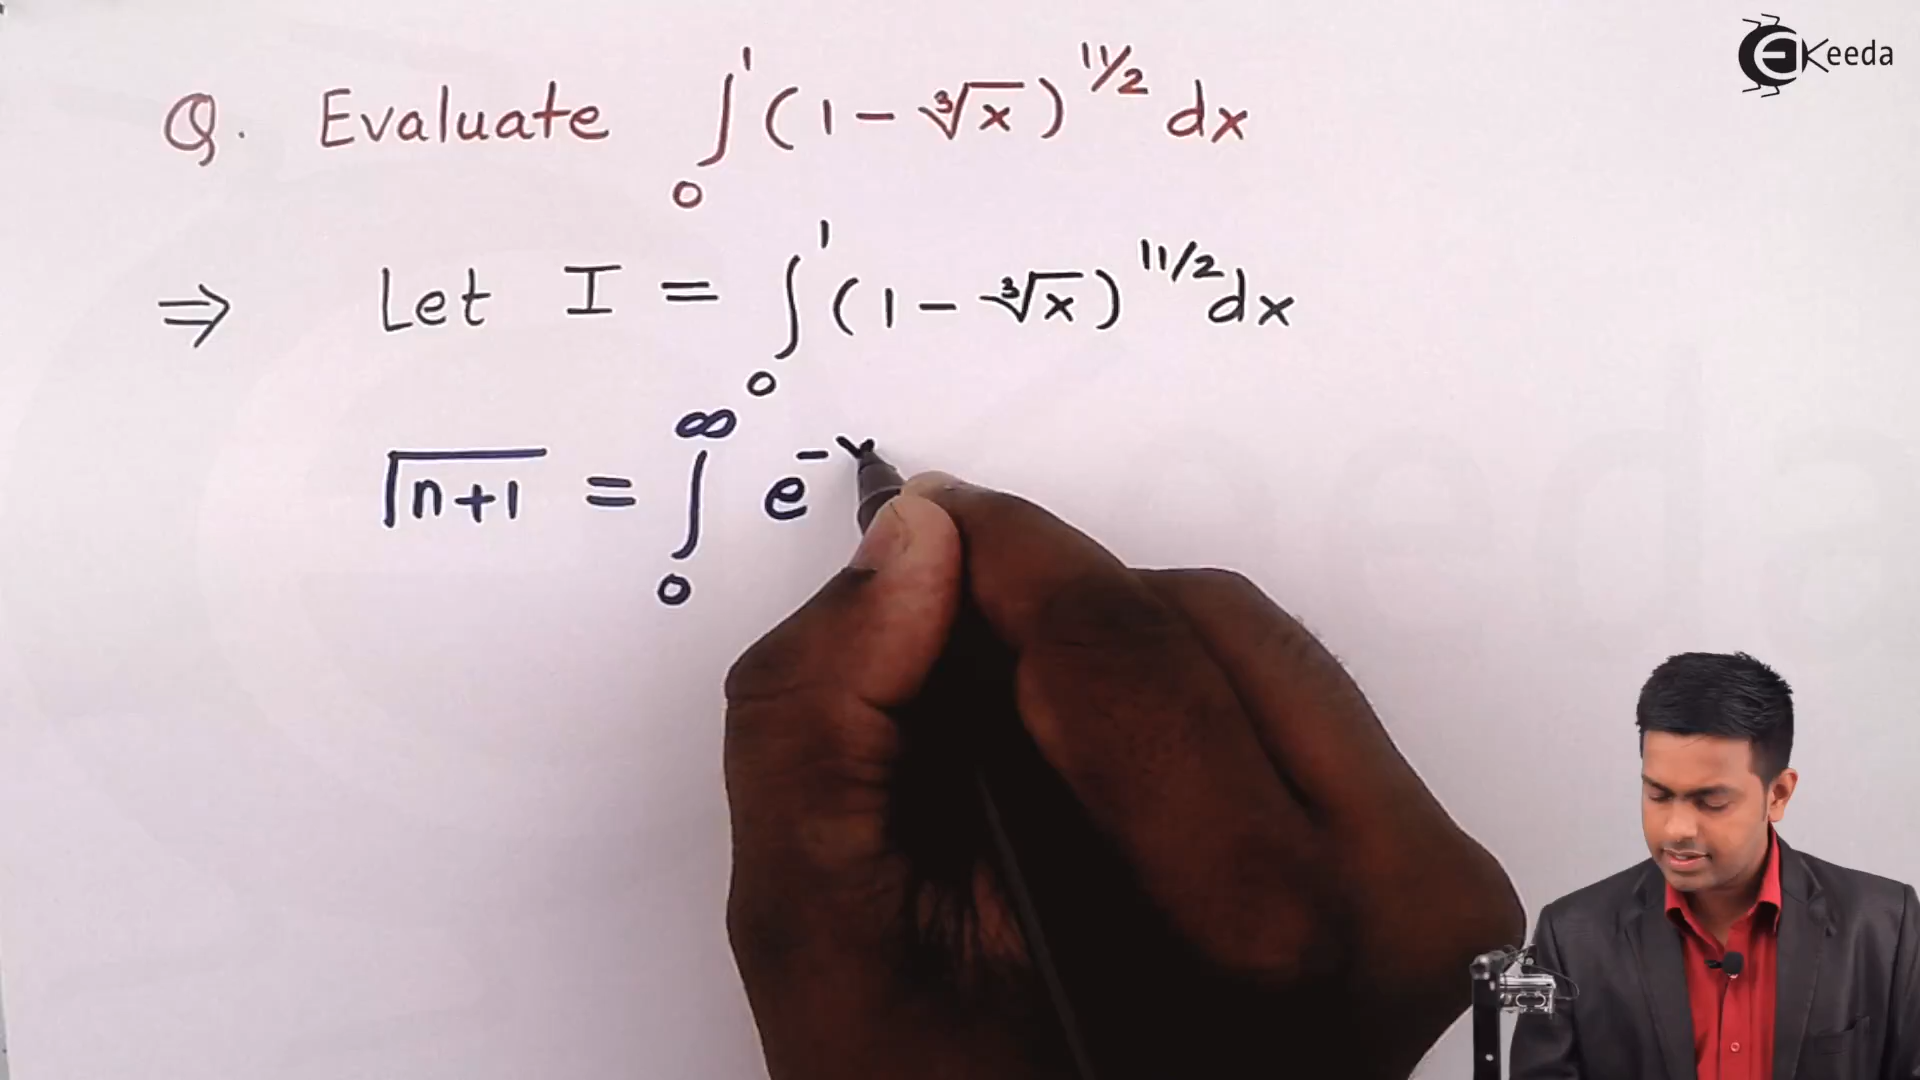 EKeeda
Q. Evaluate ∫₀¹ (1 - ∛x)^11/2 dx
⇒ Let I = ∫₀¹ (1 - ∛x)^11/2 dx
√n+1 = ∫₀^∞ e^-x